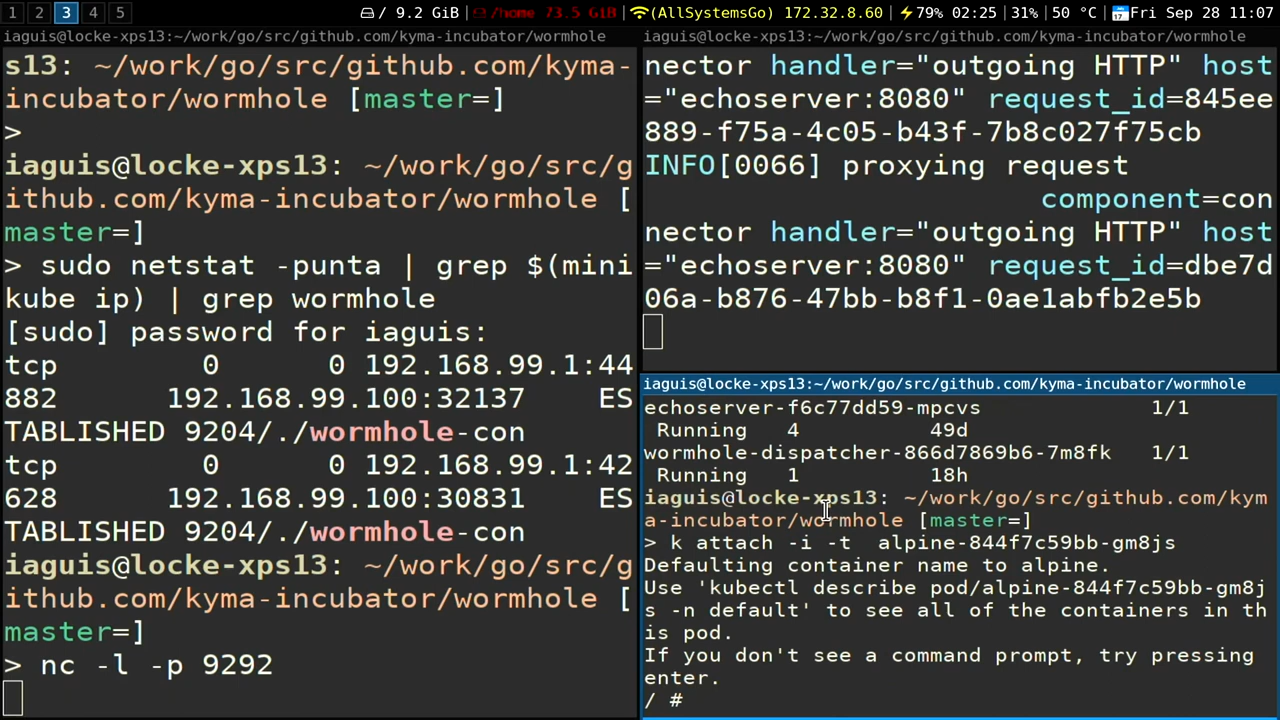 1 2 3 4 5 / 9.2 GiB| /home 73.5 GiB|(AllSystemsGo) 172.32.8.60|79% 02:25|31%|50 °C|Fri Sep 28 11:07
iaguis@locke-xps13:~/work/go/src/github.com/kyma-incubator/wormhole
s13: ~/work/go/src/github.com/kyma-
incubator/wormhole [master=]
>
iaguis@locke-xps13: ~/work/go/src/g
ithub.com/kyma-incubator/wormhole [
master=]
> sudo netstat -punta | grep $(mini
kube ip) | grep wormhole
[sudo] password for iaguis:
tcp 0 0 192.168.99.1:44
882 192.168.99.100:32137 ES
TABLISHED 9204/./wormhole-con
tcp 0 0 192.168.99.1:42
628 192.168.99.100:30831 ES
TABLISHED 9204/./wormhole-con
iaguis@locke-xps13: ~/work/go/src/g
ithub.com/kyma-incubator/wormhole [
master=]
> nc -l -p 9292
iaguis@locke-xps13:~/work/go/src/github.com/kyma-incubator/wormhole
nector handler="outgoing HTTP" host
="echoserver:8080" request_id=845ee
889-f75a-4c05-b43f-7b8c027f75cb
INFO[0066] proxying request
component=con
nector handler="outgoing HTTP" host
="echoserver:8080" request_id=dbe7d
06a-b876-47bb-b8f1-0ae1abfb2e5b
iaguis@locke-xps13:~/work/go/src/github.com/kyma-incubator/wormhole
echoserver-f6c77dd59-mpcvs 1/1
Running 4 49d
wormhole-dispatcher-866d7869b6-7m8fk 1/1
Running 1 18h
iaguis@locke-xps13: ~/work/go/src/github.com/kym
a-incubator/wormhole [master=]
> k attach -i -t alpine-844f7c59bb-gm8js
Defaulting container name to alpine.
Use 'kubectl describe pod/alpine-844f7c59bb-gm8j
s -n default' to see all of the containers in th
is pod.
If you don't see a command prompt, try pressing
enter.
/ #